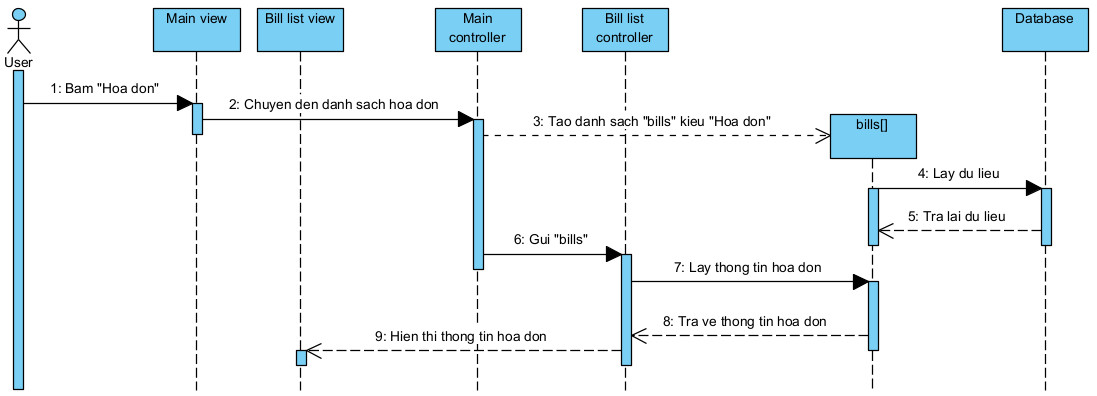 Main view
Bill list view
Main
controller
Bill list
controller
Database
User
1: Bam "Hoa don"
2: Chuyen den danh sach hoa don
3: Tao danh sach "bills" kieu "Hoa don"
bills[]
4: Lay du lieu
5: Tra lai du lieu
6: Gui "bills"
7: Lay thong tin hoa don
8: Tra ve thong tin hoa don
9: Hien thi thong tin hoa don